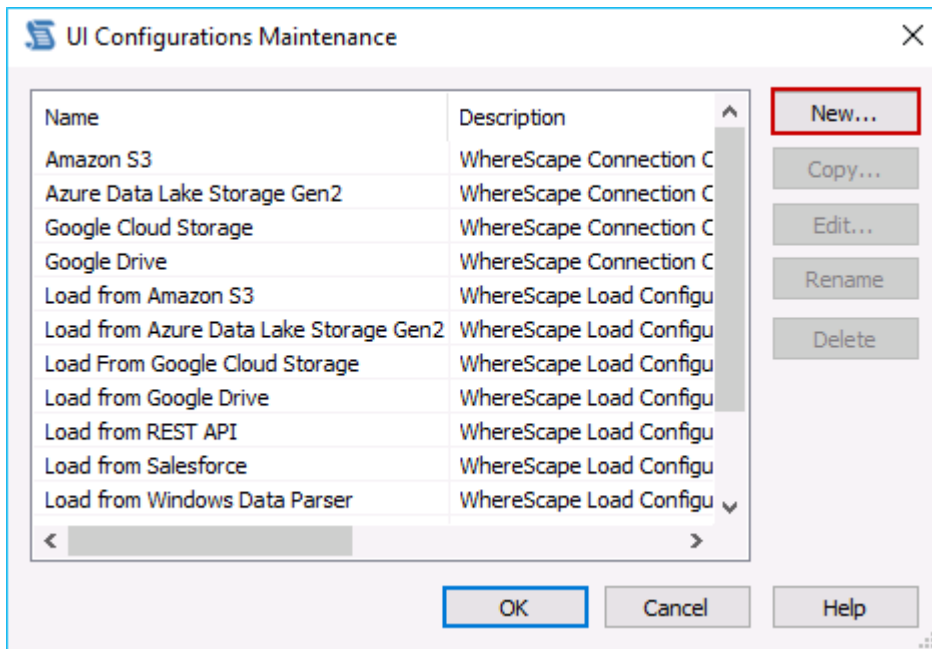 UI Configurations Maintenance
Name Description
Amazon S3 WhereScape Connection C
Azure Data Lake Storage Gen2 WhereScape Connection C
Google Cloud Storage WhereScape Connection C
Google Drive WhereScape Connection C
Load from Amazon S3 WhereScape Load Configu
Load from Azure Data Lake Storage Gen2 WhereScape Load Configu
Load From Google Cloud Storage WhereScape Load Configu
Load from Google Drive WhereScape Load Configu
Load from REST API WhereScape Load Configu
Load from Salesforce WhereScape Load Configu
Load from Windows Data Parser WhereScape Load Configu
New...
Copy...
Edit...
Rename
Delete
OK Cancel Help